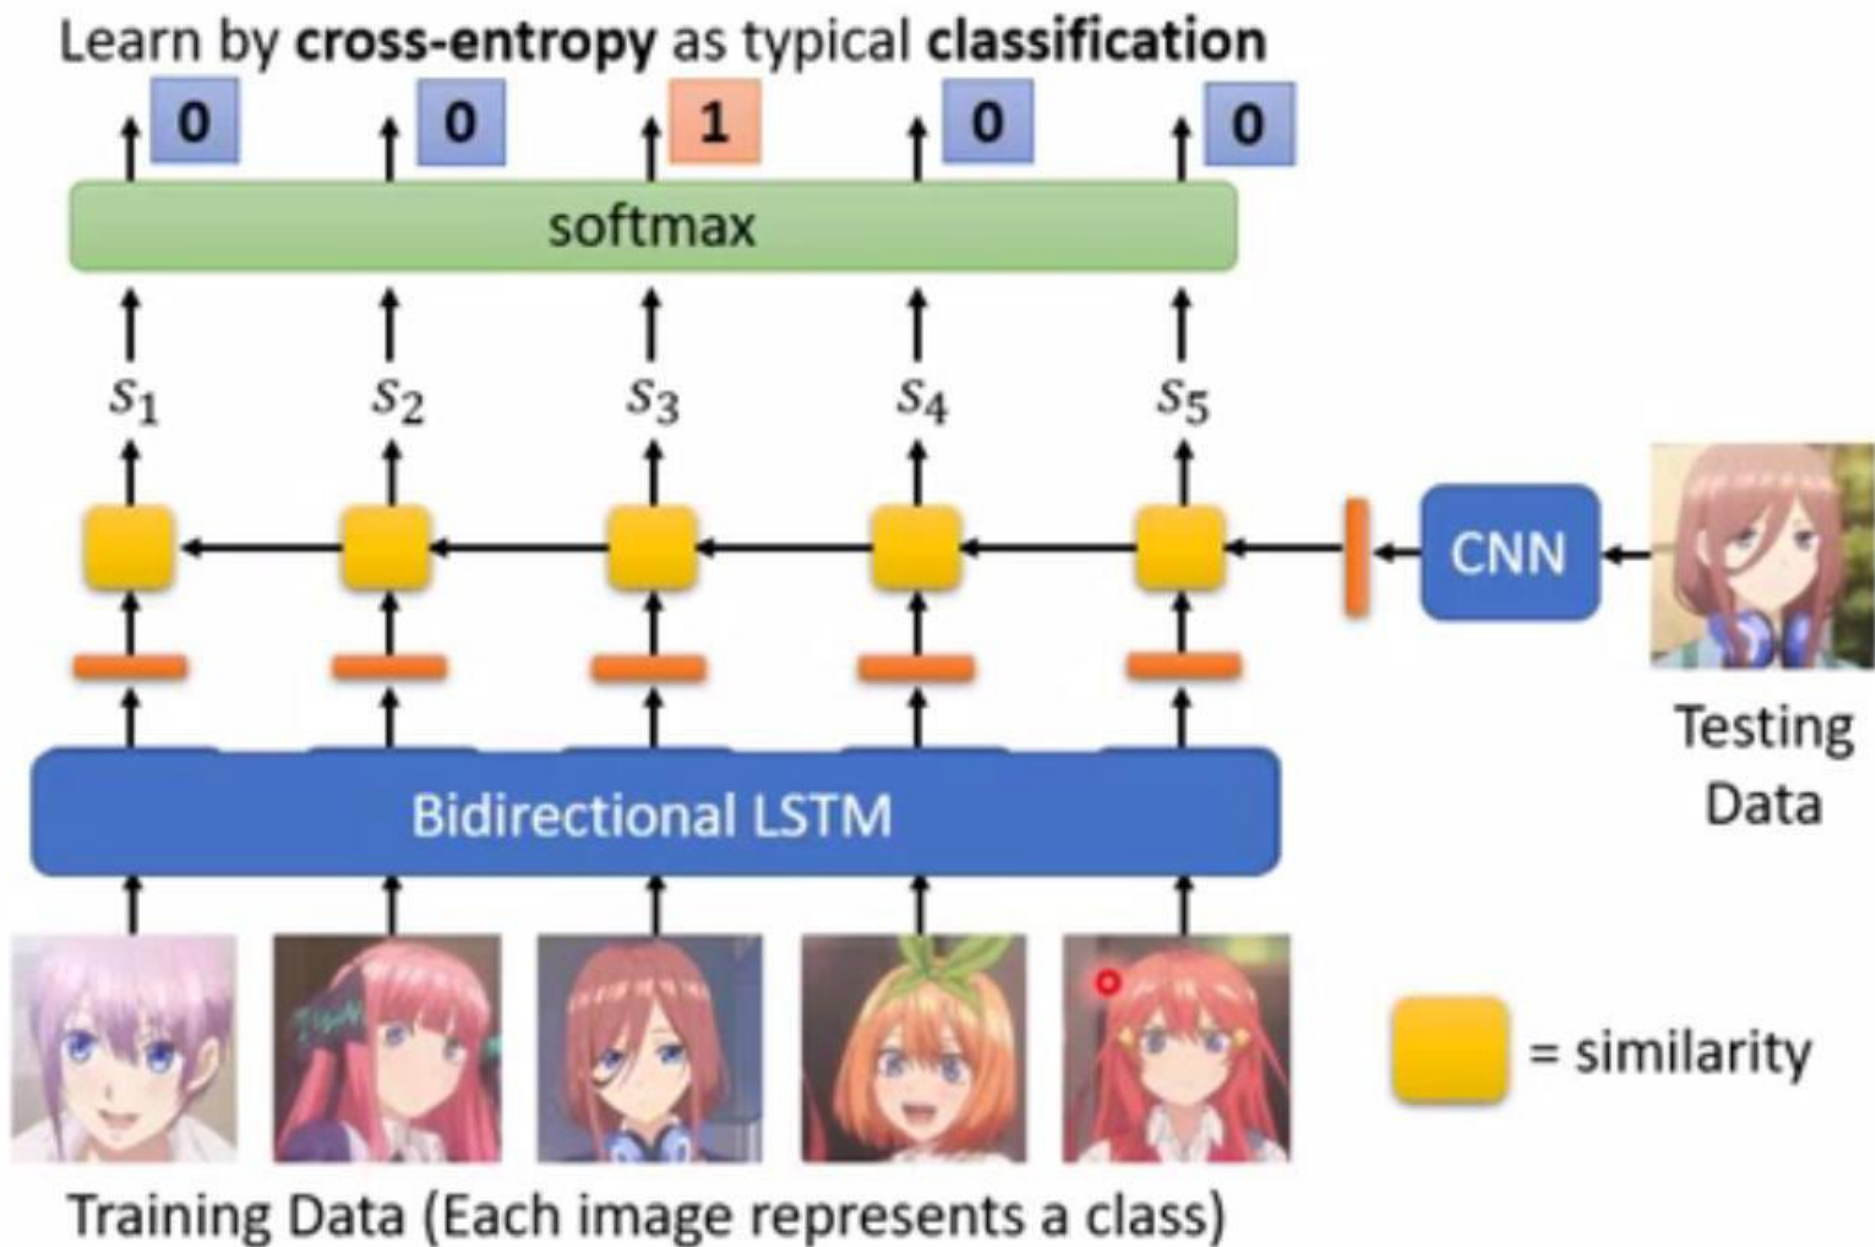 Learn by cross-entropy as typical classification
0 0 1 0 0
softmax
s₁ s₂ s₃ s₄ s₅
CNN
Testing
Data
Bidirectional LSTM
= similarity
Training Data (Each image represents a class)